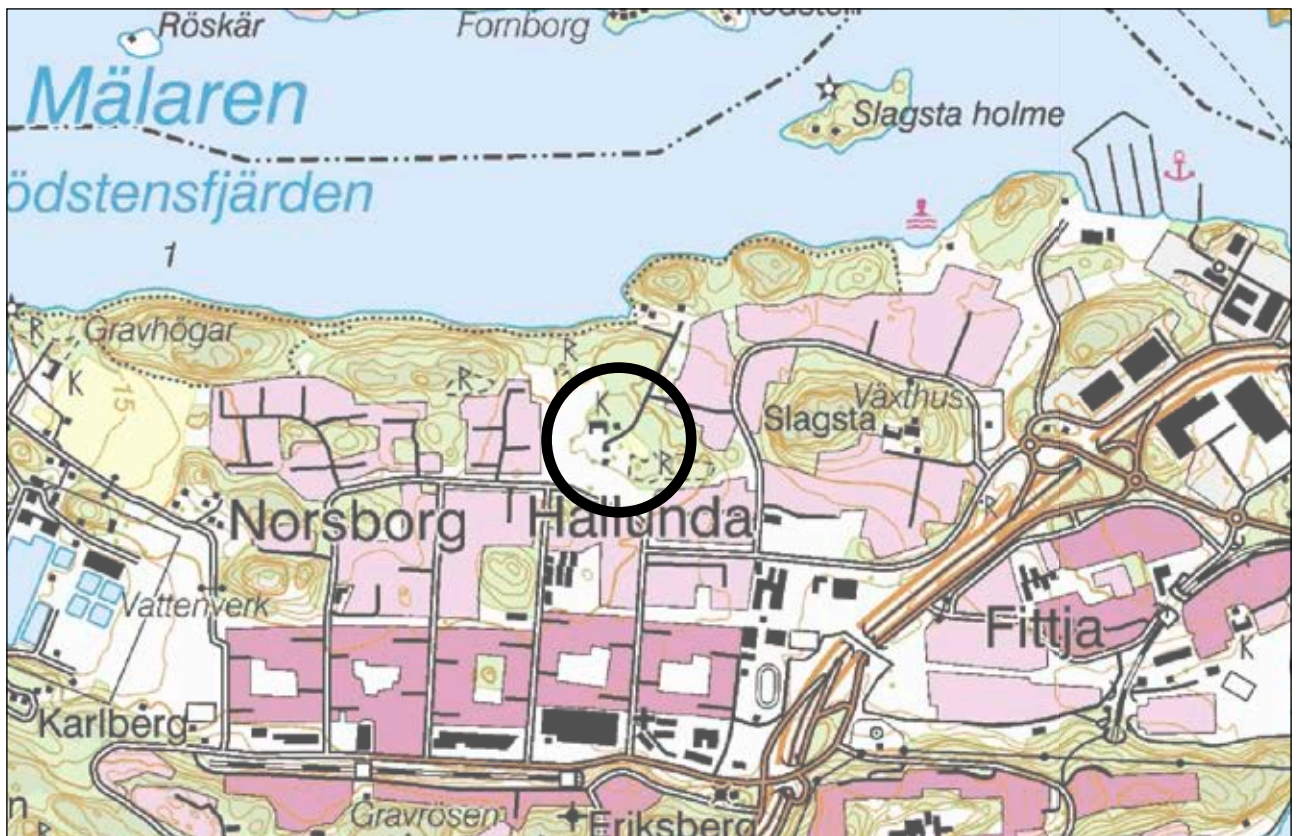 Röskär
Fornborg
Mälaren
Slagsta holme
ödstensfjärden
1
Gravhögar
R
R
R
K
15
K
Växthus
Slagsta
R
R
Norsborg
Hallunda
Vattenverk
Fittja
K
Karlberg
Gravrösen
Eriksberg
n
R